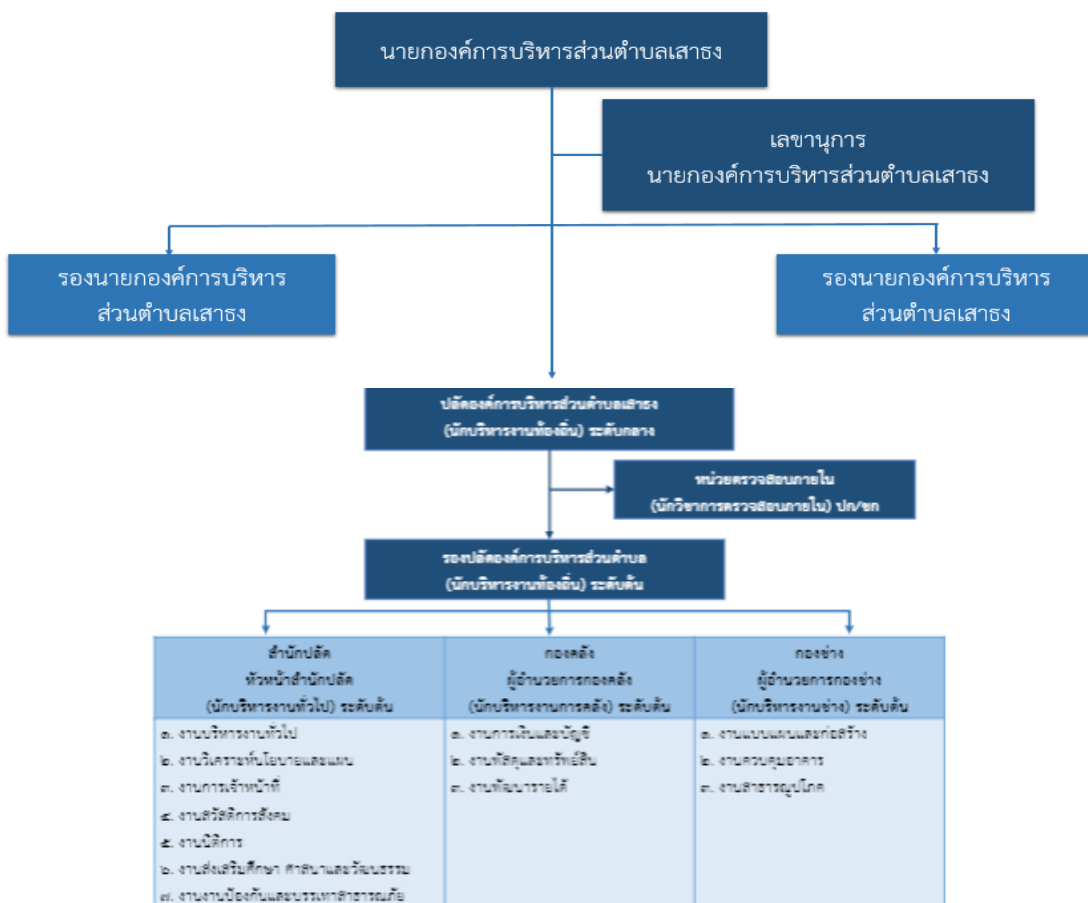 นายกองค์การบริหารส่วนตำบลเสาธง
เลขานุการ
นายกองค์การบริหารส่วนตำบลเสาธง
รองนายกองค์การบริหาร
ส่วนตำบลเสาธง
รองนายกองค์การบริหาร
ส่วนตำบลเสาธง
ปลัดองค์การบริหารส่วนตำบลเสาธง
(นักบริหารงานท้องถิ่น) ระดับกลาง
หน่วยตรวจสอบภายใน
(นักวิชาการตรวจสอบภายใน) ปก/ชก
รองปลัดองค์การบริหารส่วนตำบล
(นักบริหารงานท้องถิ่น) ระดับต้น
สำนักปลัด
หัวหน้าสำนักปลัด
(นักบริหารงานทั่วไป) ระดับต้น
๑. งานบริหารงานทั่วไป
๒. งานวิเคราะห์นโยบายและแผน
๓. งานการเจ้าหน้าที่
๔. งานสวัสดิการสังคม
๕. งานนิติการ
๖. งานส่งเสริมศึกษา ศาสนาและวัฒนธรรม
๗. งานงานป้องกันและบรรเทาสาธารณภัย
กองคลัง
ผู้อำนวยการกองคลัง
(นักบริหารงานการคลัง) ระดับต้น
๑. งานการเงินและบัญชี
๒. งานพัสดุและทรัพย์สิน
๓. งานพัฒนารายได้
กองช่าง
ผู้อำนวยการกองช่าง
(นักบริหารงานช่าง) ระดับต้น
๑. งานแบบแผนและก่อสร้าง
๒. งานควบคุมอาคาร
๓. งานสาธารณูปโภค